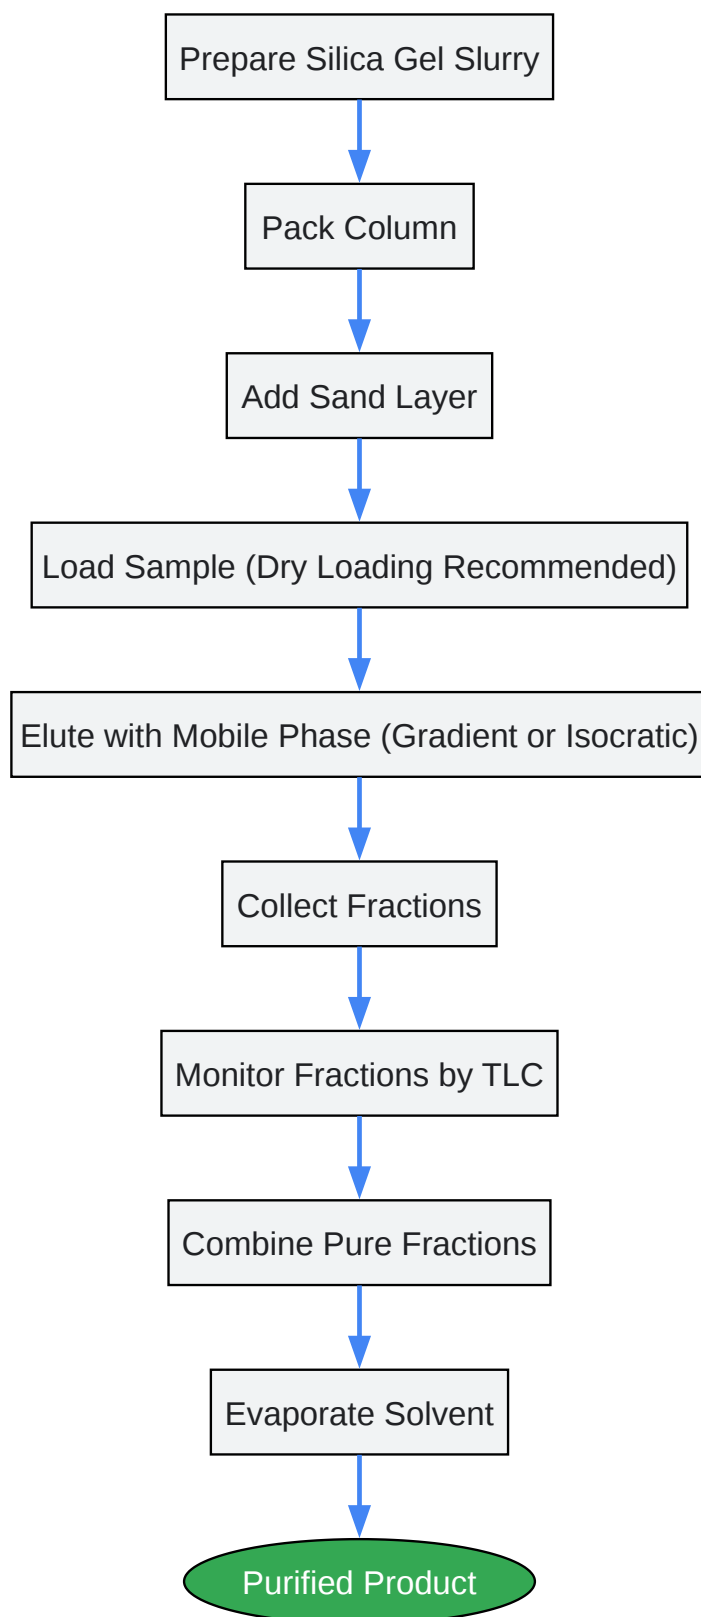 Prepare Silica Gel Slurry
Pack Column
Add Sand Layer
Load Sample (Dry Loading Recommended)
Elute with Mobile Phase (Gradient or Isocratic)
Collect Fractions
Monitor Fractions by TLC
Combine Pure Fractions
Evaporate Solvent
Purified Product